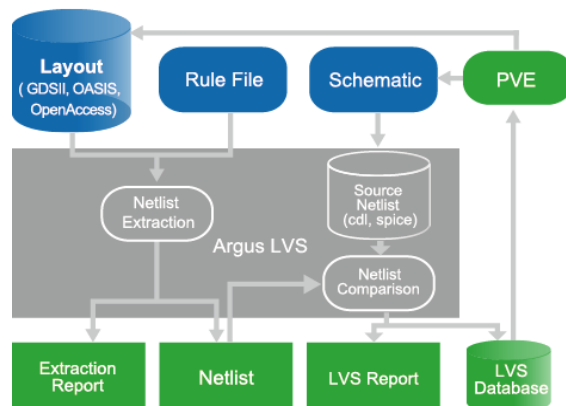 Layout
( GDSII, OASIS,
OpenAccess)
Rule File
Schematic
PVE
Netlist
Extraction
Source
Netlist
(cdl, spice)
Argus LVS
Netlist
Comparison
Extraction
Report
Netlist
LVS Report
LVS
Database